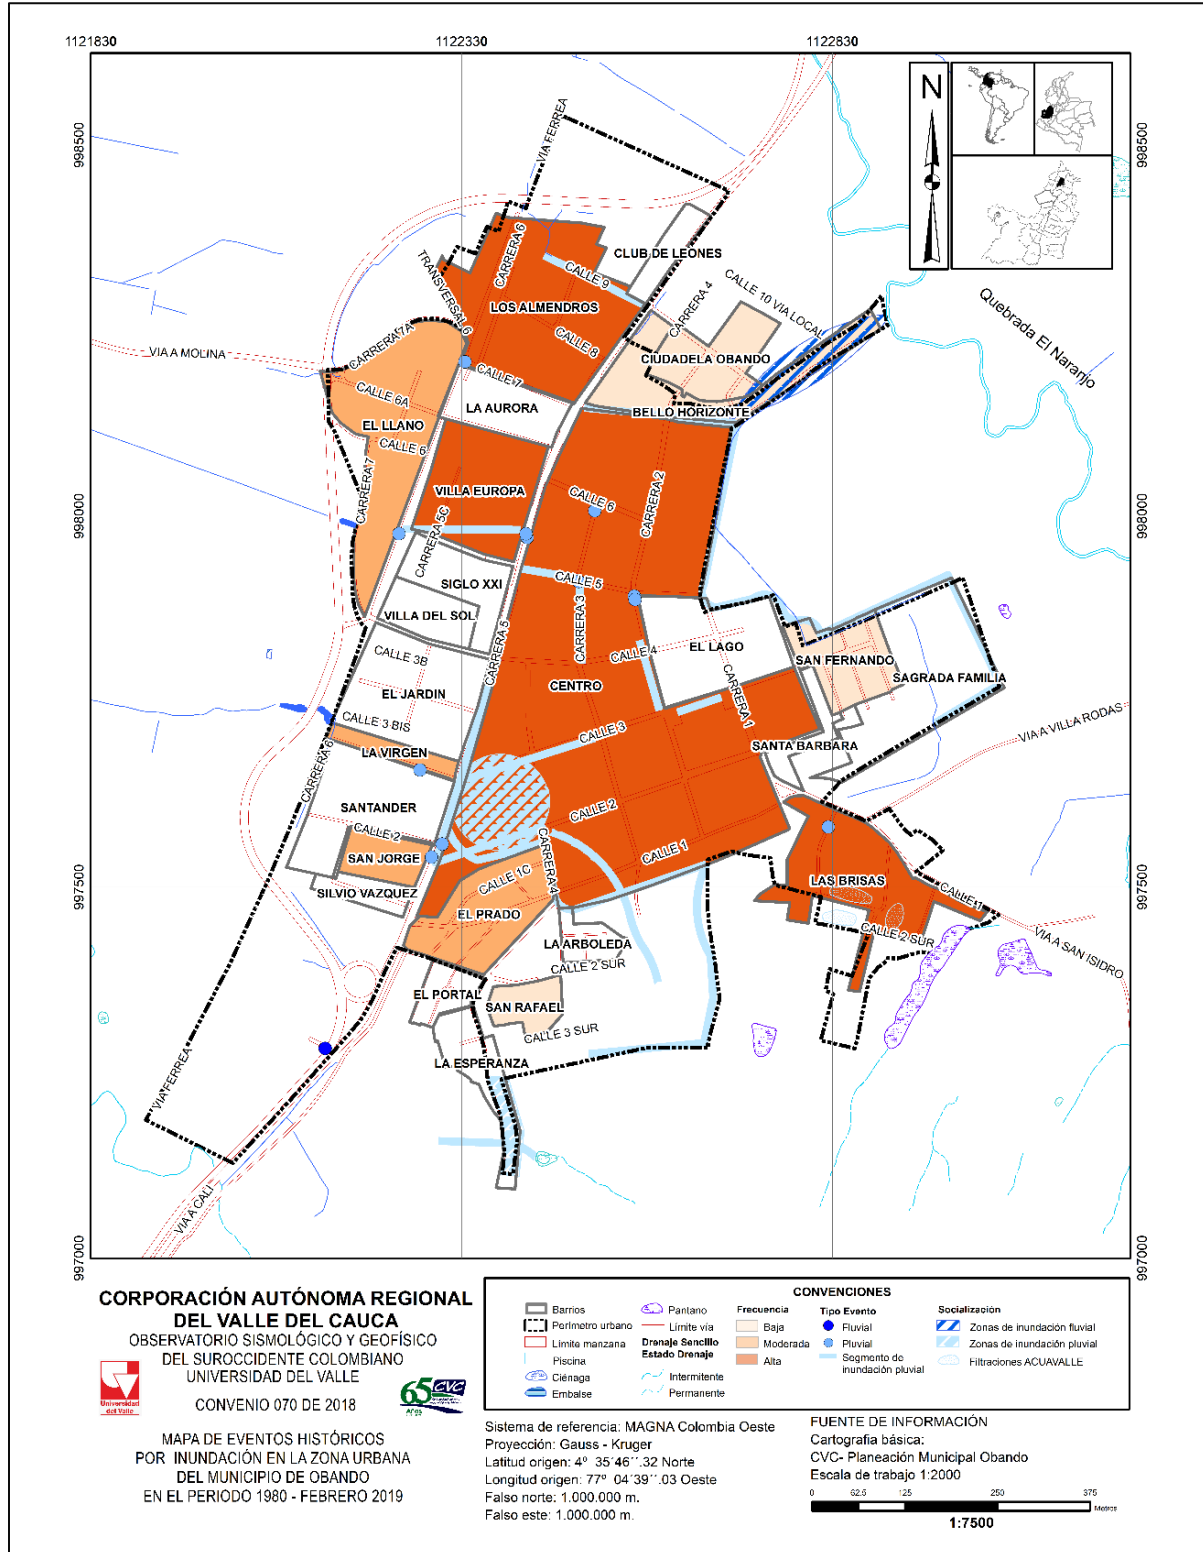 1121830
1122330
1122830
998500
998500
998000
998000
997500
997500
997000
997000
N
VIA FERREA
CLUB DE LEONES
CARRERA 6
TRANSVERSAL 6
CALLE 9
CARRERA 4
CALLE 10 VIA LOCAL
Quebrada El Naranjo
LOS ALMENDROS
CARRERA 7A
CALLE 8
CIUDADELA OBANDO
VIA A MOLINA
CALLE 7
CALLE 6A
LA AURORA
BELLO HORIZONTE
EL LLANO
CALLE 6
CARRERA 7
VILLA EUROPA
CARRERA 5C
CALLE 6
CARRERA 2
SIGLO XXI
CALLE 5
CARRERA 3
VILLA DEL SOL
CARRERA 5
CALLE 3B
CALLE 4
EL LAGO
SAN FERNANDO
SAGRADA FAMILIA
EL JARDIN
CENTRO
CARRERA 1
CALLE 3 BIS
CALLE 3
SANTA BARBARA
VIA A VILLA RODAS
LA VIRGEN
CARRERA 6
SANTANDER
CALLE 2
CALLE 2
CARRERA 4
CALLE 1
SAN JORGE
CALLE 1C
SILVIO VAZQUEZ
EL PRADO
LAS BRISAS
CALLE 1
CALLE 2 SUR
VIA A SAN ISIDRO
LA ARBOLEDA
CALLE 2 SUR
EL PORTAL
SAN RAFAEL
CALLE 3 SUR
LA ESPERANZA
VIA FERREA
VIA A CALI
CORPORACIÓN AUTÓNOMA REGIONAL
DEL VALLE DEL CAUCA
OBSERVATORIO SISMOLÓGICO Y GEOFÍSICO
DEL SUROCCIDENTE COLOMBIANO
UNIVERSIDAD DEL VALLE
CONVENIO 070 DE 2018
Universidad
del Valle
65 CVC
Años
MAPA DE EVENTOS HISTÓRICOS
POR INUNDACIÓN EN LA ZONA URBANA
DEL MUNICIPIO DE OBANDO
EN EL PERIODO 1980 - FEBRERO 2019
CONVENCIONES
Barrios
Perímetro urbano
Límite manzana
Piscina
Ciénaga
Embalse
Pantano
Límite vía
Drenaje Sencillo
Estado Drenaje
Intermitente
Permanente
Frecuencia
Baja
Moderada
Alta
Tipo Evento
Fluvial
Pluvial
Segmento de
inundación pluvial
Socialización
Zonas de inundación fluvial
Zonas de inundación pluvial
Filtraciones ACUAVALLE
Sistema de referencia: MAGNA Colombia Oeste
Proyección: Gauss - Kruger
Latitud origen: 4º 35´46´´.32 Norte
Longitud origen: 77º 04´39´´.03 Oeste
Falso norte: 1.000.000 m.
Falso este: 1.000.000 m.
FUENTE DE INFORMACIÓN
Cartografía básica:
CVC- Planeación Municipal Obando
Escala de trabajo 1:2000
0 62.5 125 250 375
Metros
1:7500